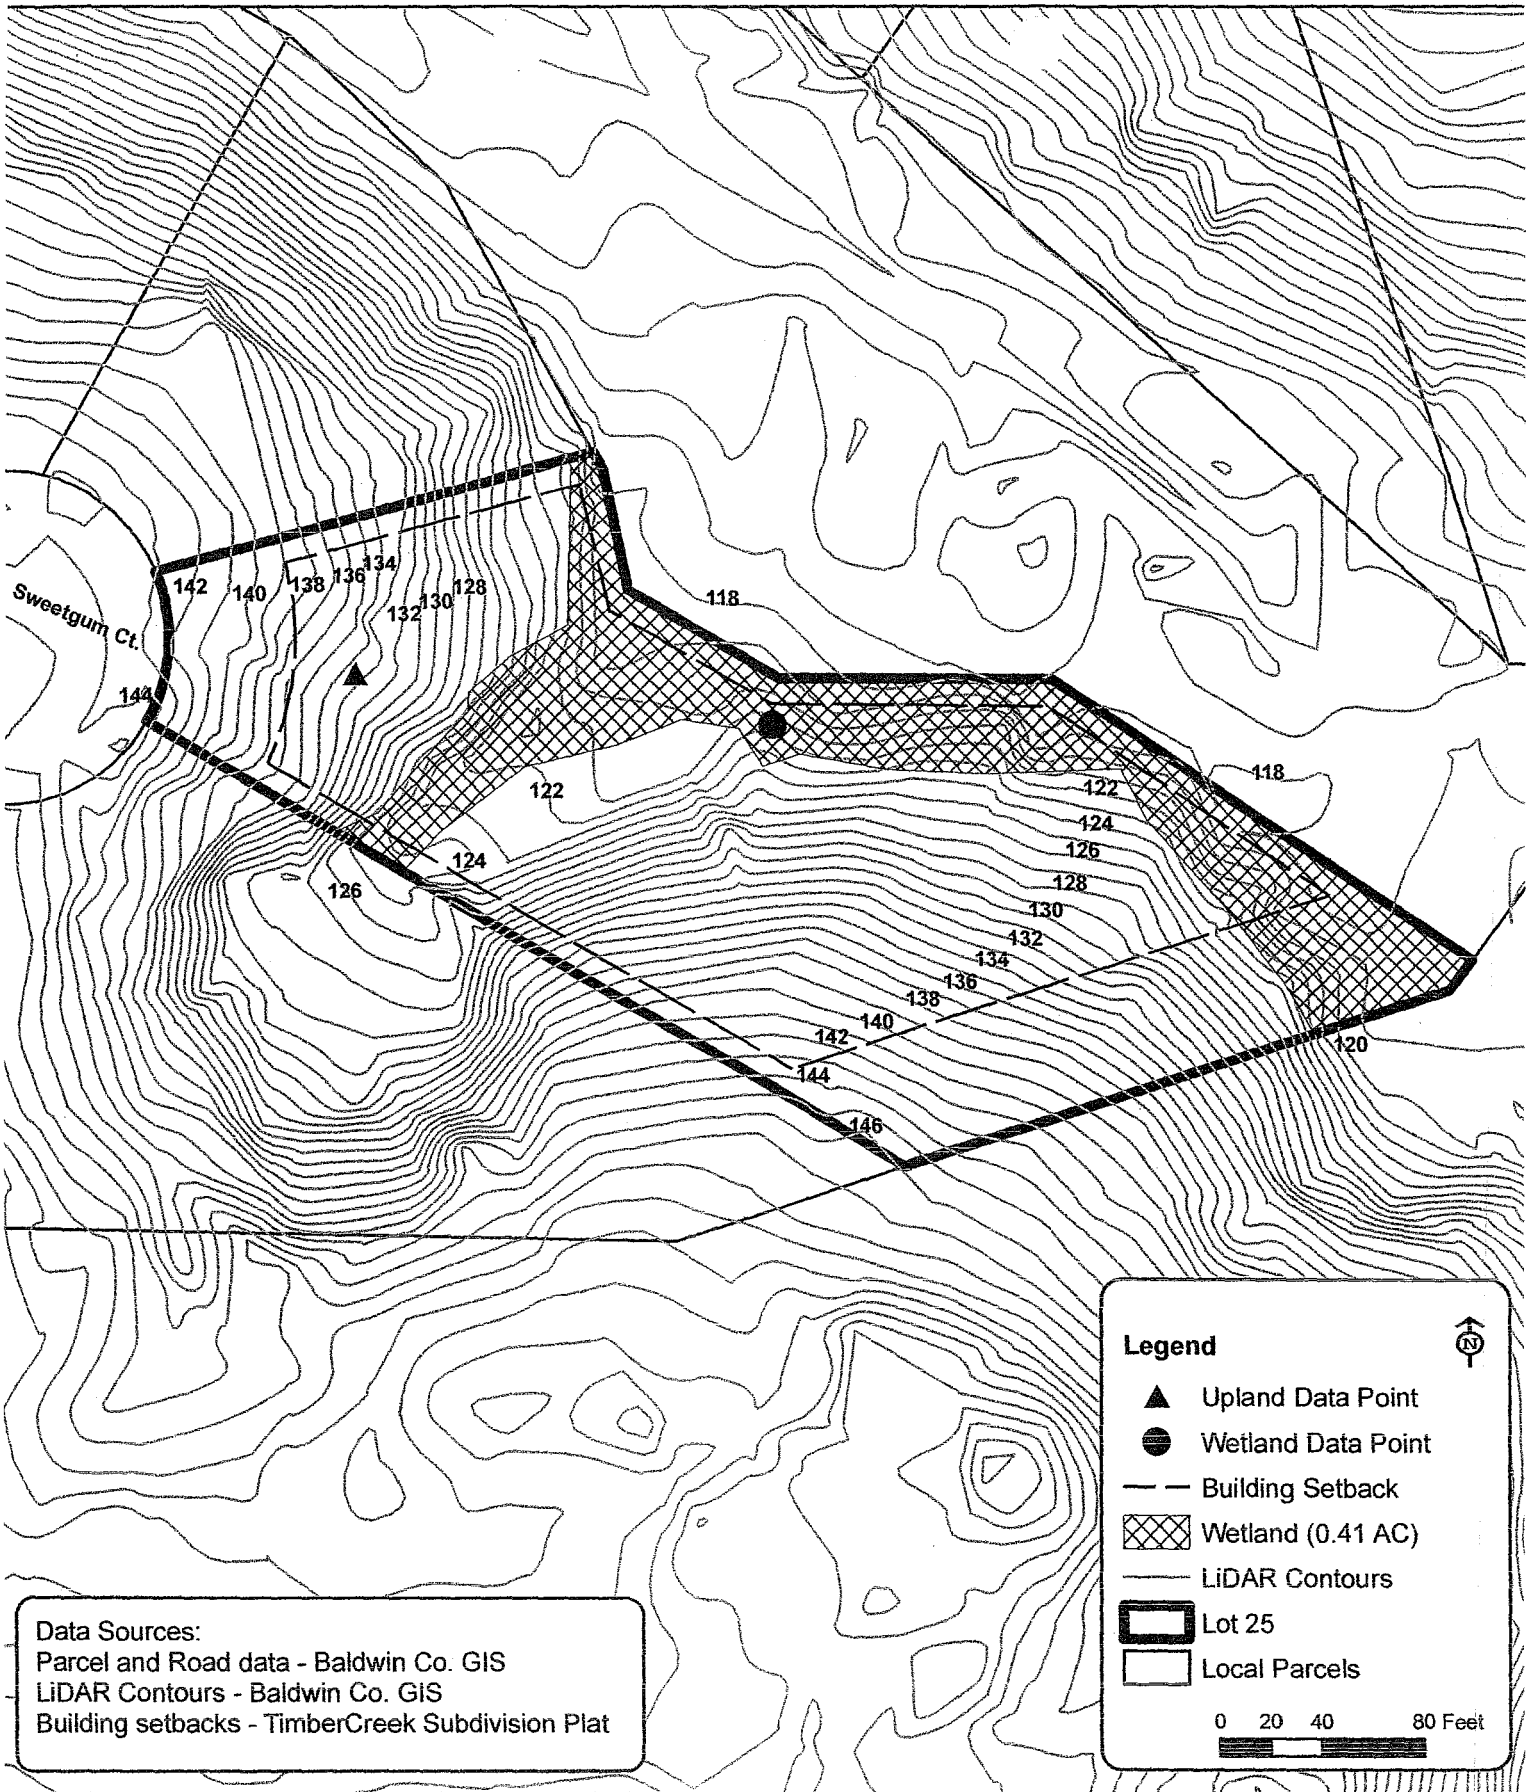 142
140
138
136
134
132
130
128
118
Sweetgum Ct.
144
122
124
126
118
122
124
126
128
130
132
134
136
138
140
142
144
146
120
Legend
N
Upland Data Point
Wetland Data Point
Building Setback
Wetland (0.41 AC)
LiDAR Contours
Lot 25
Local Parcels
0 20 40 80 Feet
Data Sources:
Parcel and Road data - Baldwin Co. GIS
LiDAR Contours - Baldwin Co. GIS
Building setbacks - TimberCreek Subdivision Plat